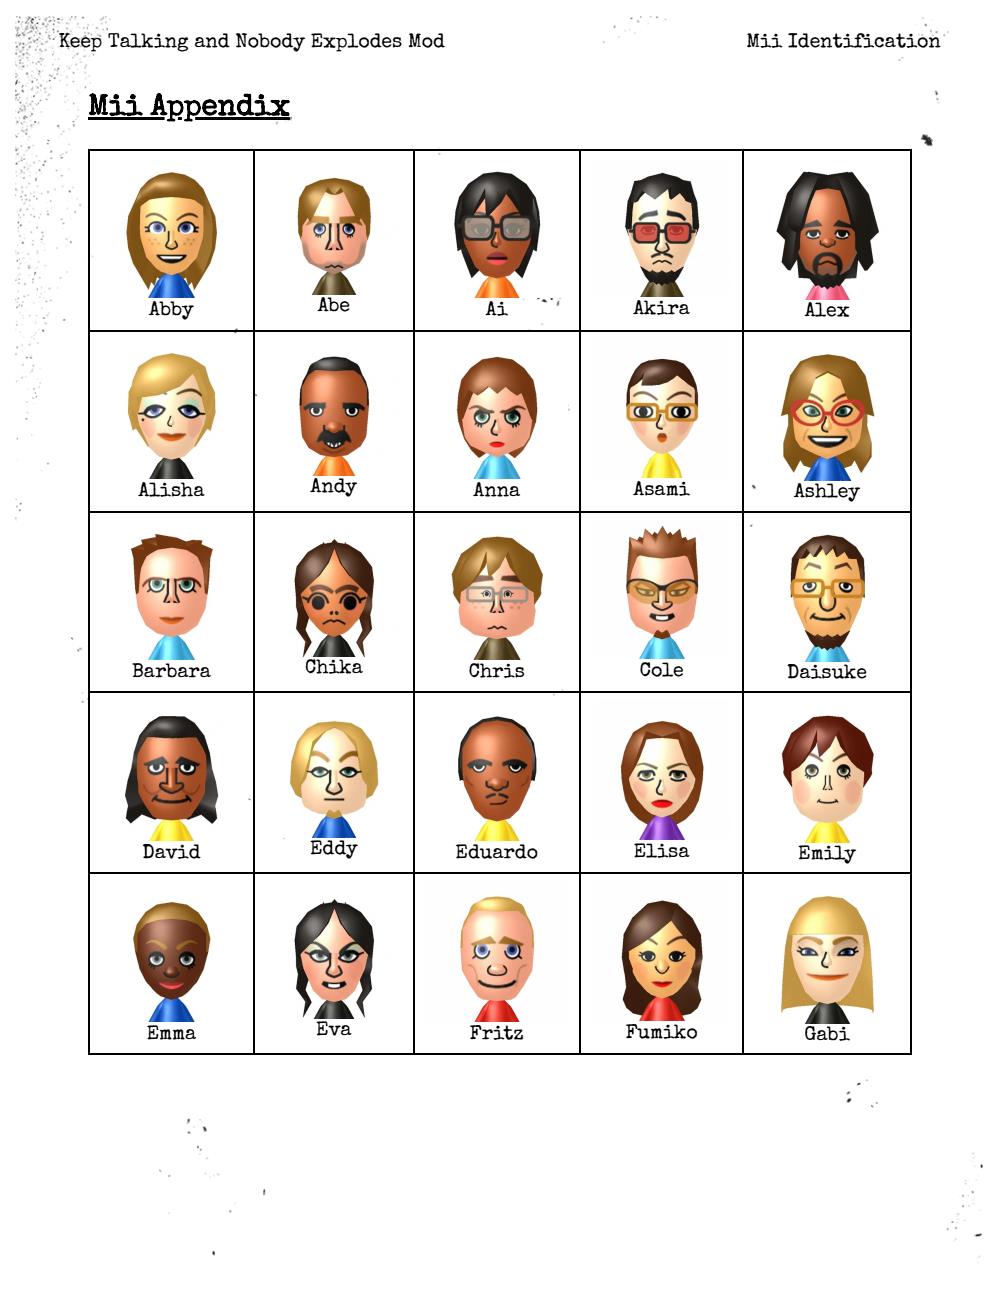 Keep Talking and Nobody Explodes Mod Mii Identification
Mii Appendix
Abby Abe Ai Akira Alex
Alisha Andy Anna Asami Ashley
Barbara Chika Chris Cole Daisuke
David Eddy Eduardo Elisa Emily
Emma Eva Fritz Fumiko Gabi